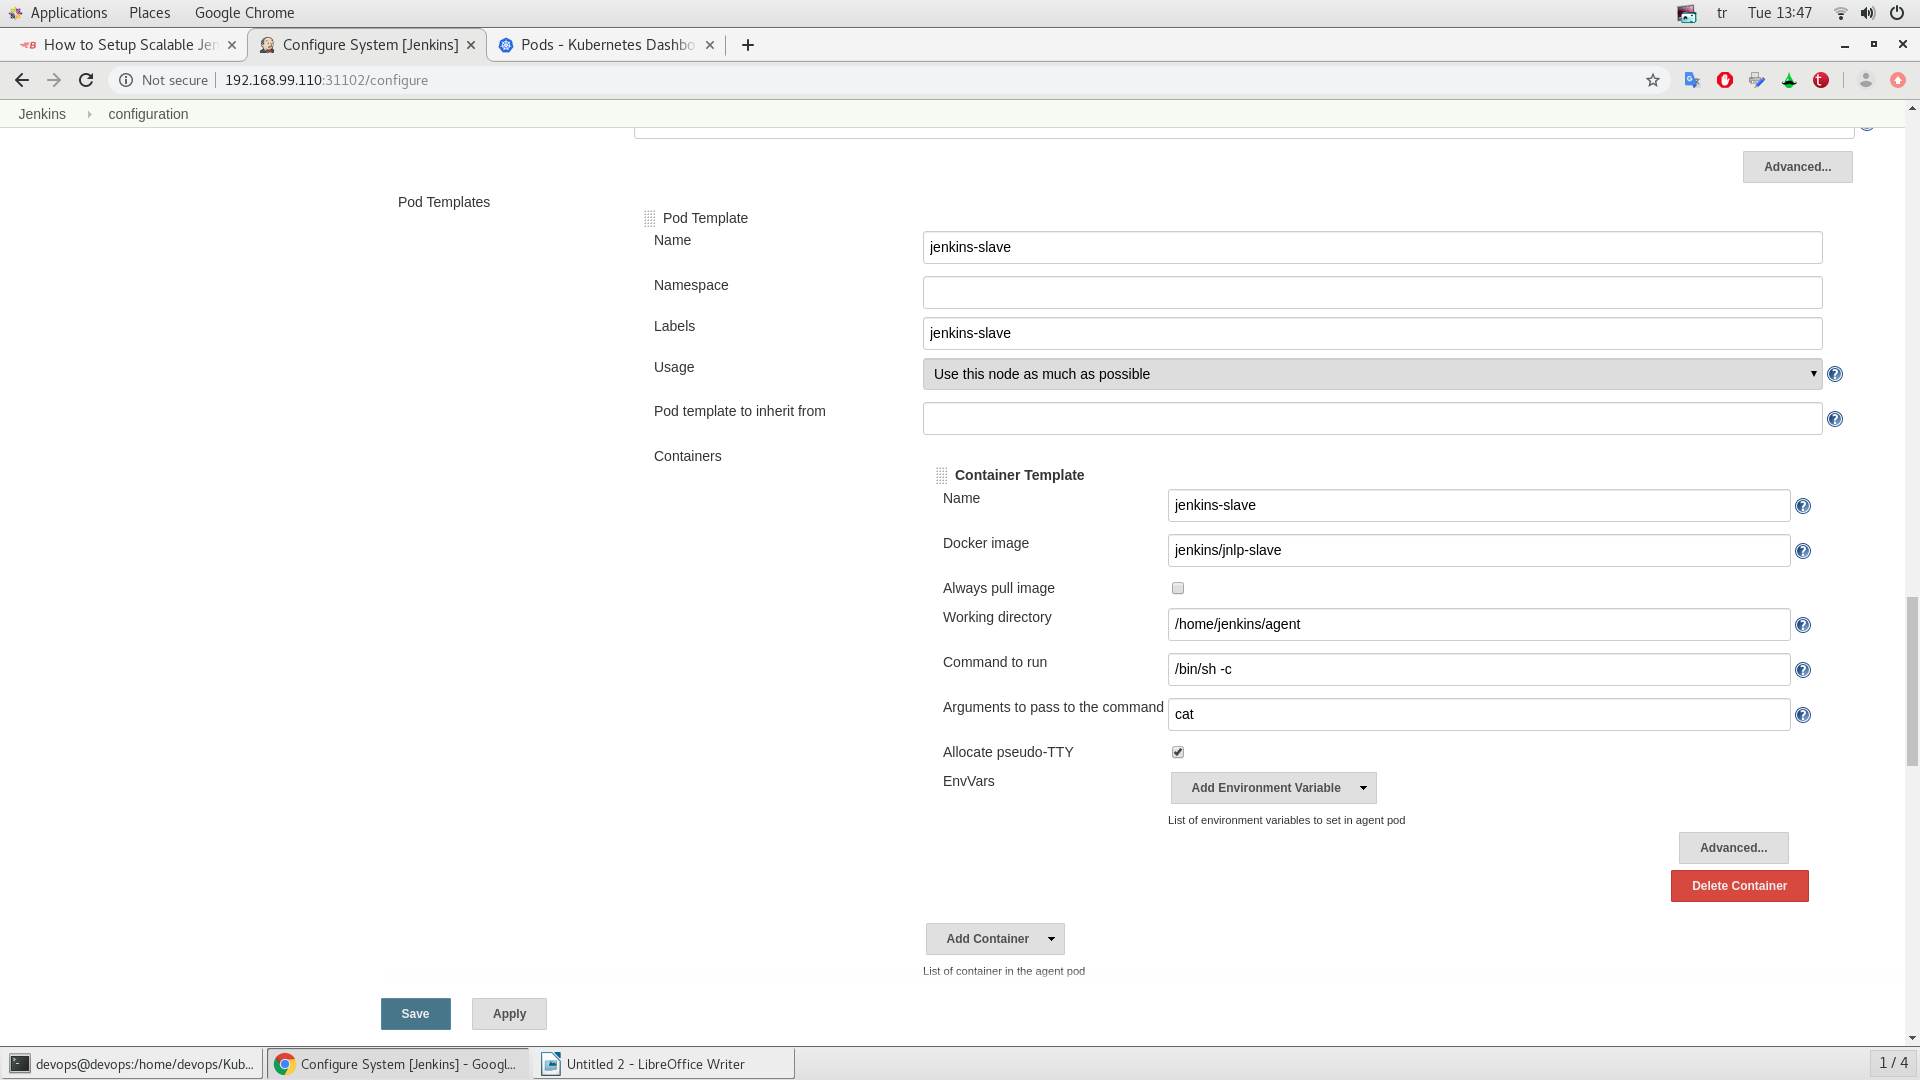 Applications Places Google Chrome tr Tue 13:47
How to Setup Scalable Jen Configure System [Jenkins] Pods - Kubernetes Dashbo
Not secure 192.168.99.110:31102/configure
Jenkins configuration
Advanced...
Pod Templates
Pod Template
Name jenkins-slave
Namespace
Labels jenkins-slave
Usage Use this node as much as possible
Pod template to inherit from
Containers
Container Template
Name jenkins-slave
Docker image jenkins/jnlp-slave
Always pull image
Working directory /home/jenkins/agent
Command to run /bin/sh -c
Arguments to pass to the command cat
Allocate pseudo-TTY
EnvVars Add Environment Variable
List of environment variables to set in agent pod
Advanced...
Delete Container
Add Container
List of container in the agent pod
Save Apply
devops@devops:/home/devops/Kub... Configure System [Jenkins] - Googl... Untitled 2 - LibreOffice Writer 1 / 4